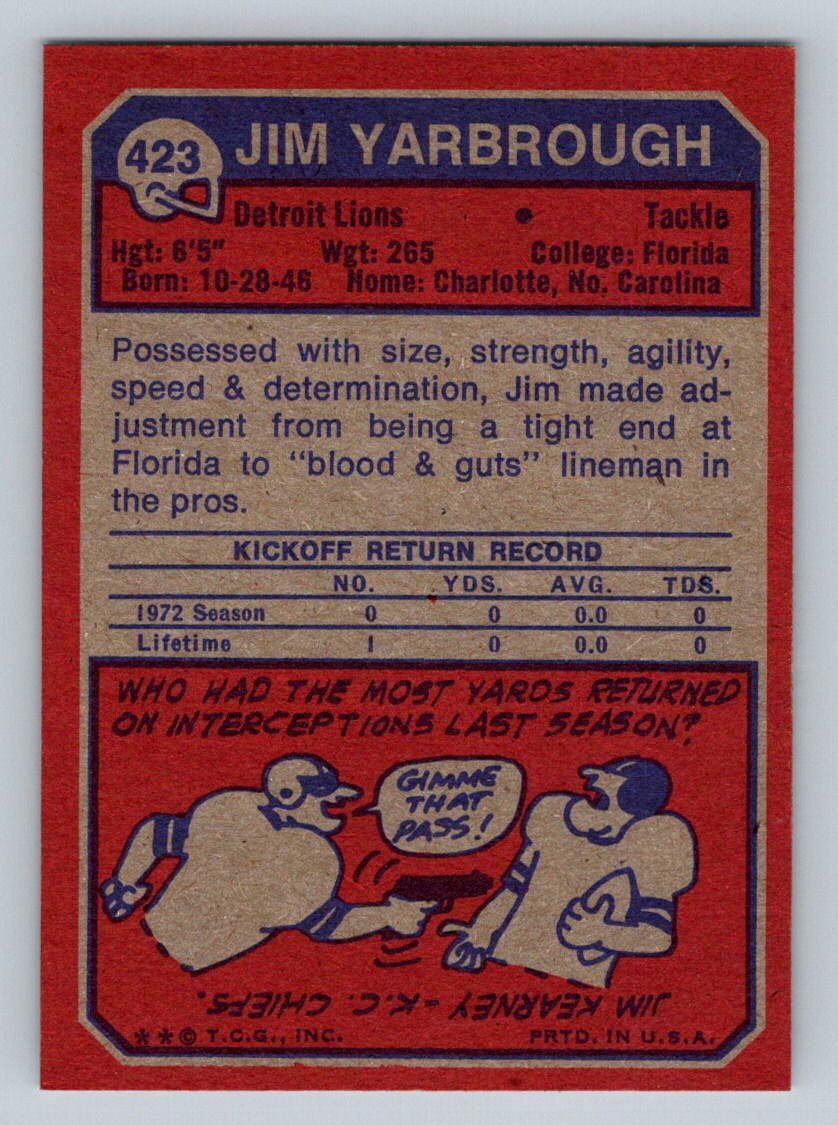 423 JIM YARBROUGH
Detroit Lions • Tackle
Hgt: 6'5" Wgt: 265 College: Florida
Born: 10-28-46 Home: Charlotte, No. Carolina
Possessed with size, strength, agility,
speed & determination, Jim made ad-
justment from being a tight end at
Florida to "blood & guts" lineman in
the pros.
KICKOFF RETURN RECORD
NO. YDS. AVG. TDS.
1972 Season 0 0 0.0 0
Lifetime 1 0 0.0 0
WHO HAD THE MOST YARDS RETURNED
ON INTERCEPTIONS LAST SEASON?
GIMME
THAT
PASS!
JIM KEARNEY - K.C. CHIEFS.
**© T.C.G., INC. PRTD. IN U.S.A.